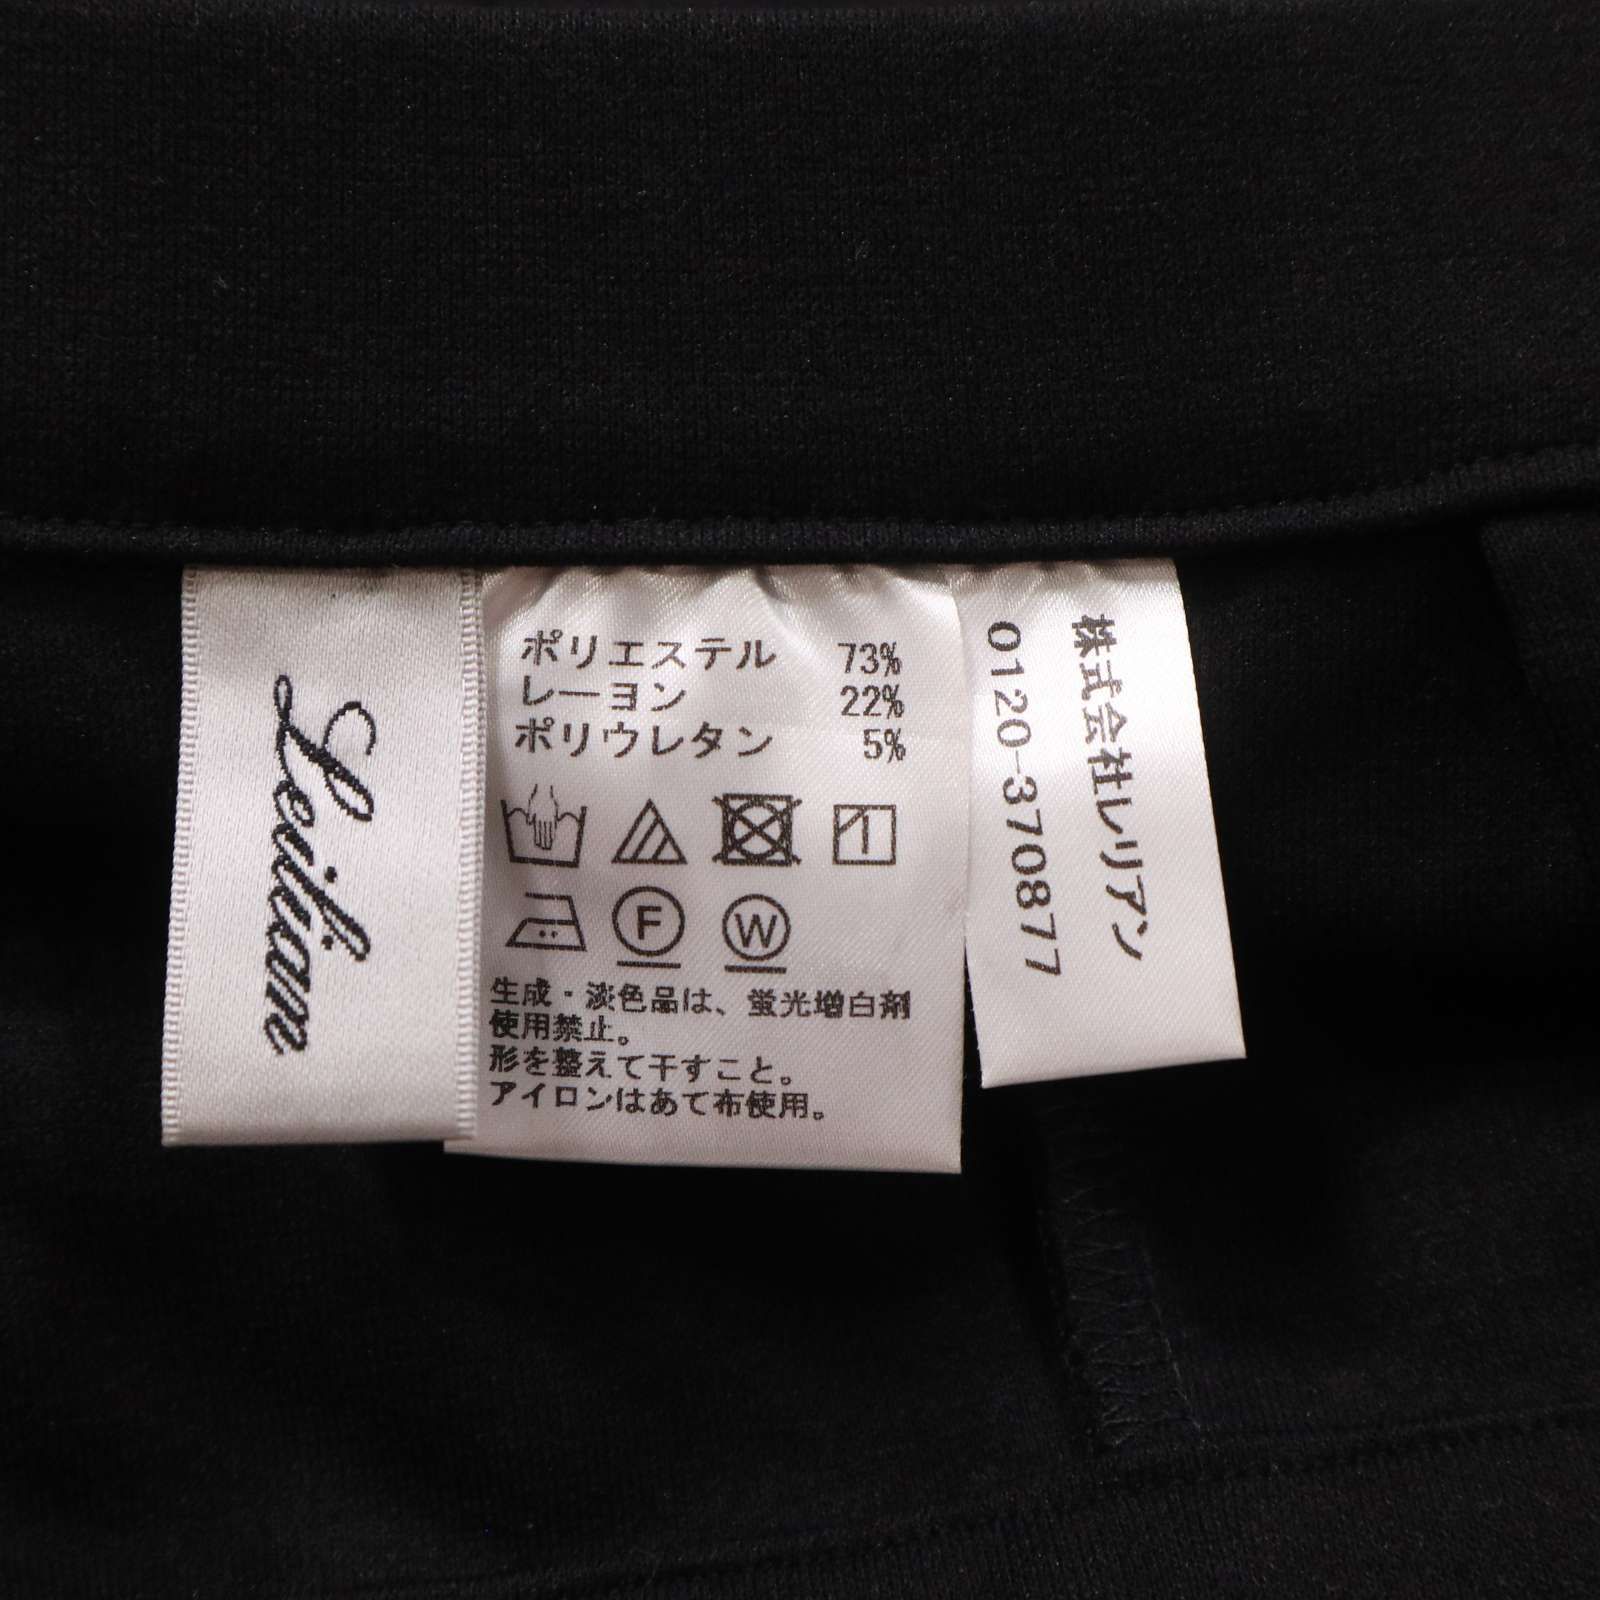 Leilian
ポリエステル 73%
レーヨン 22%
ポリウレタン 5%
F
W
生成・淡色品は、蛍光増白剤
使用禁止。
形を整えて干すこと。
アイロンはあて布使用。
株式会社レリアン
0120-370877